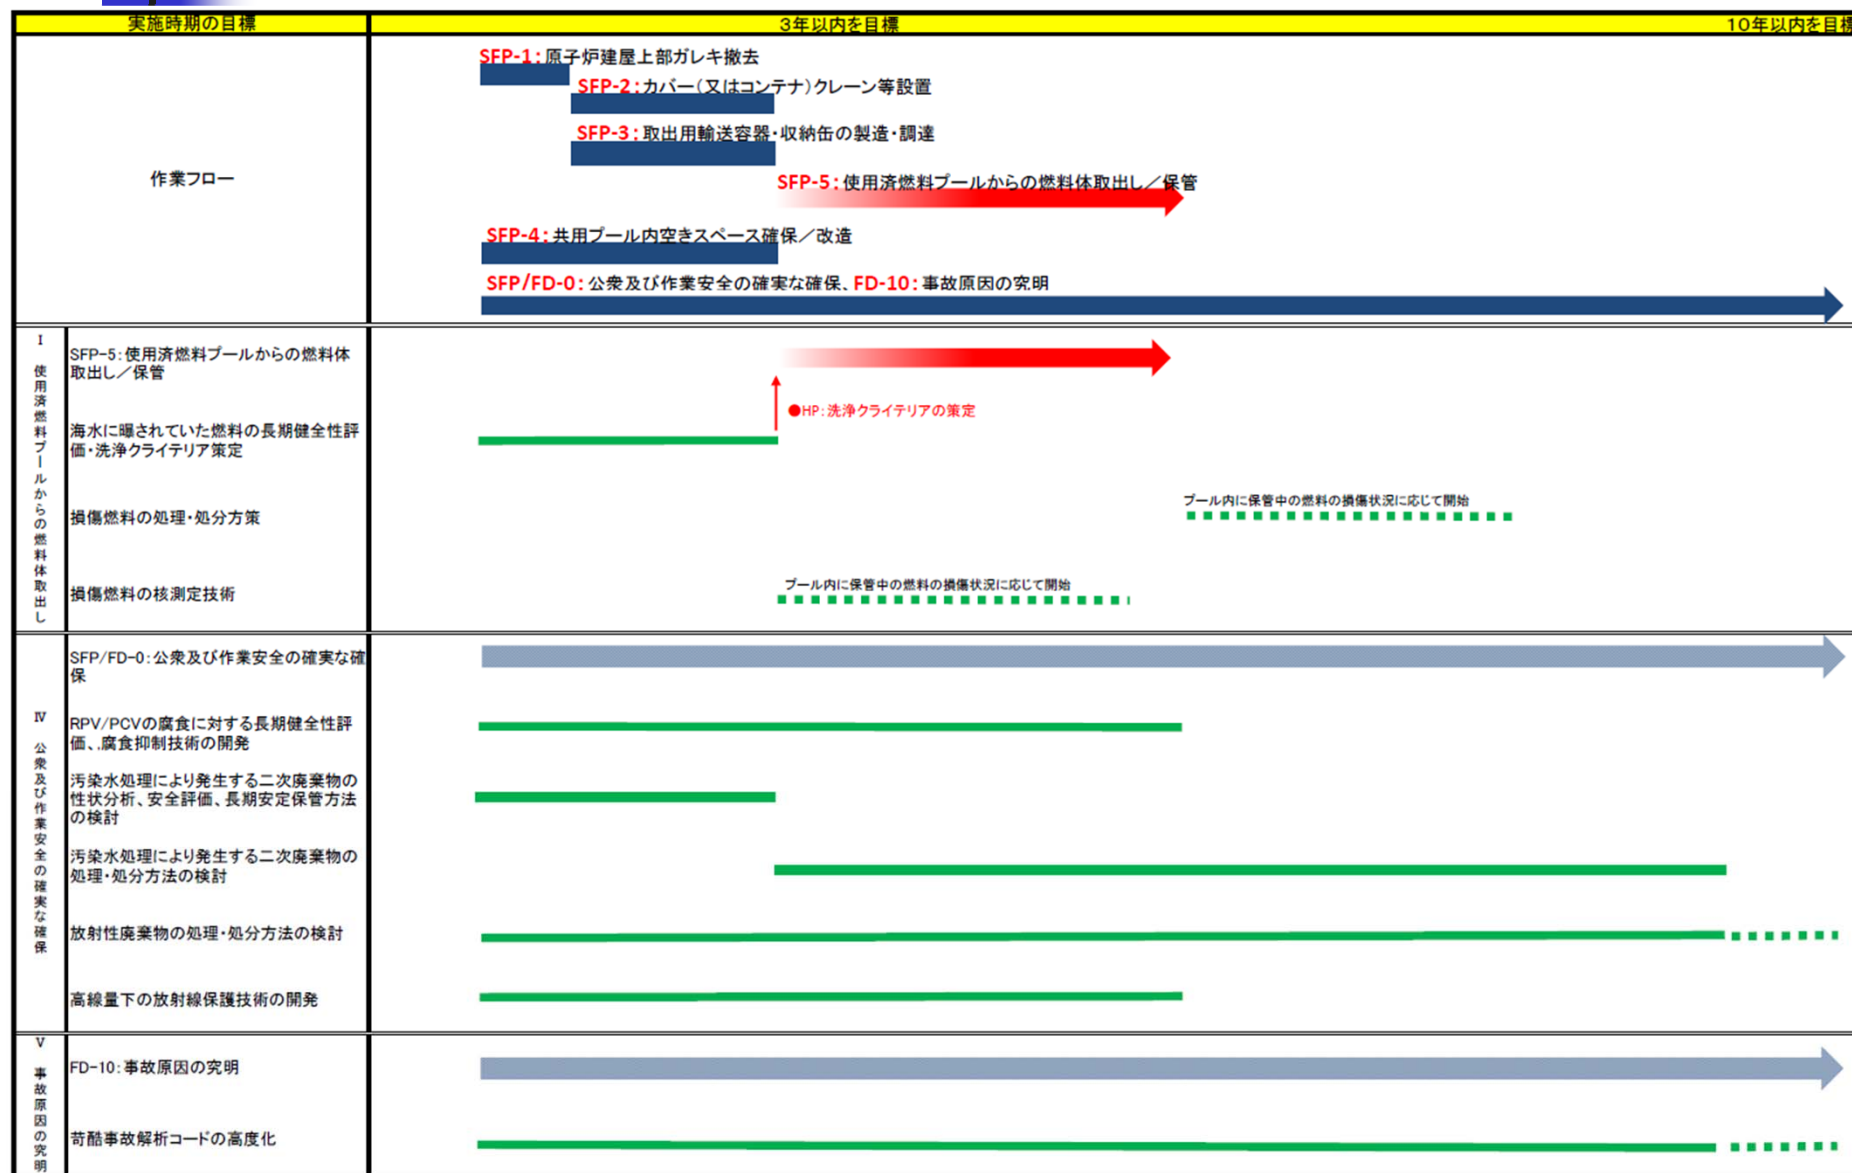 実施時期の目標
3年以内を目標
10年以内を目標
作業フロー
SFP-1:原子炉建屋上部ガレキ撤去
SFP-2:カバー(又はコンテナ)クレーン等設置
SFP-3:取出用輸送容器・収納缶の製造・調達
SFP-5:使用済燃料プールからの燃料体取出し/保管
SFP-4:共用プール内空きスペース確保/改造
SFP/FD-0:公衆及び作業安全の確実な確保、FD-10:事故原因の究明
Ⅰ 使用済燃料プールからの燃料体取出し
SFP-5:使用済燃料プールからの燃料体
取出し/保管
●HP:洗浄クライテリアの策定
海水に曝されていた燃料の長期健全性評
価・洗浄クライテリア策定
損傷燃料の処理・処分方策
プール内に保管中の燃料の損傷状況に応じて開始
損傷燃料の核測定技術
プール内に保管中の燃料の損傷状況に応じて開始
Ⅳ 公衆及び作業安全の確実な確保
SFP/FD-0:公衆及び作業安全の確実な確
保
RPV/PCVの腐食に対する長期健全性評
価、.腐食抑制技術の開発
汚染水処理により発生する二次廃棄物の
性状分析、安全評価、長期安定保管方法
の検討
汚染水処理により発生する二次廃棄物の
処理・処分方法の検討
放射性廃棄物の処理・処分方法の検討
高線量下の放射線保護技術の開発
Ⅴ 事故原因の究明
FD-10:事故原因の究明
苛酷事故解析コードの高度化